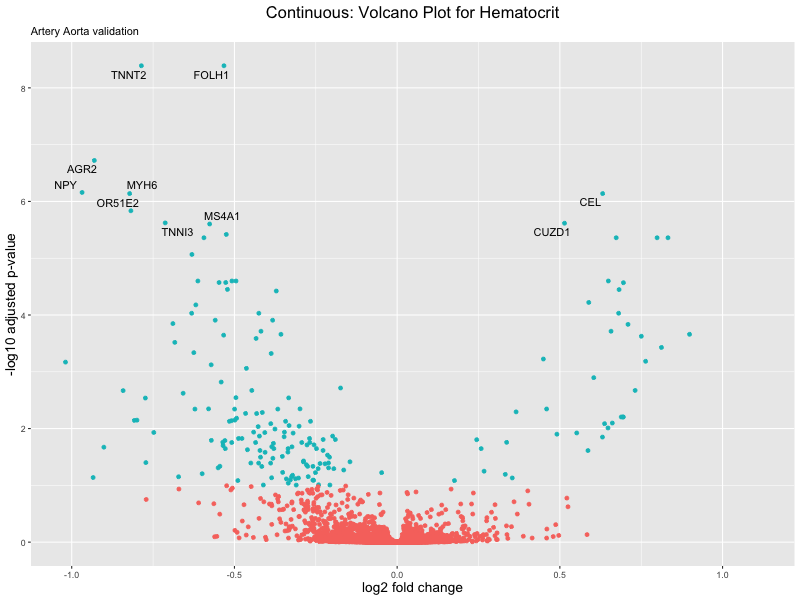 Continuous: Volcano Plot for Hematocrit
Artery Aorta validation
TNNT2
FOLH1
AGR2
NPY
MYH6
OR51E2
MS4A1
TNNI3
CEL
CUZD1
8
6
4
2
0
-log10 adjusted p-value
-1.0
-0.5
0.0
0.5
1.0
log2 fold change